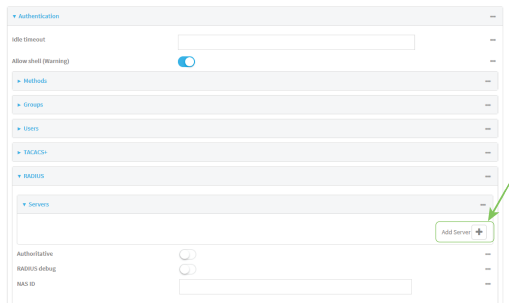 Authentication
Idle timeout
Allow shell (Warning)
Methods
Groups
Users
TACACS+
RADIUS
Servers
Add Server
Authoritative
RADIUS debug
NAS ID